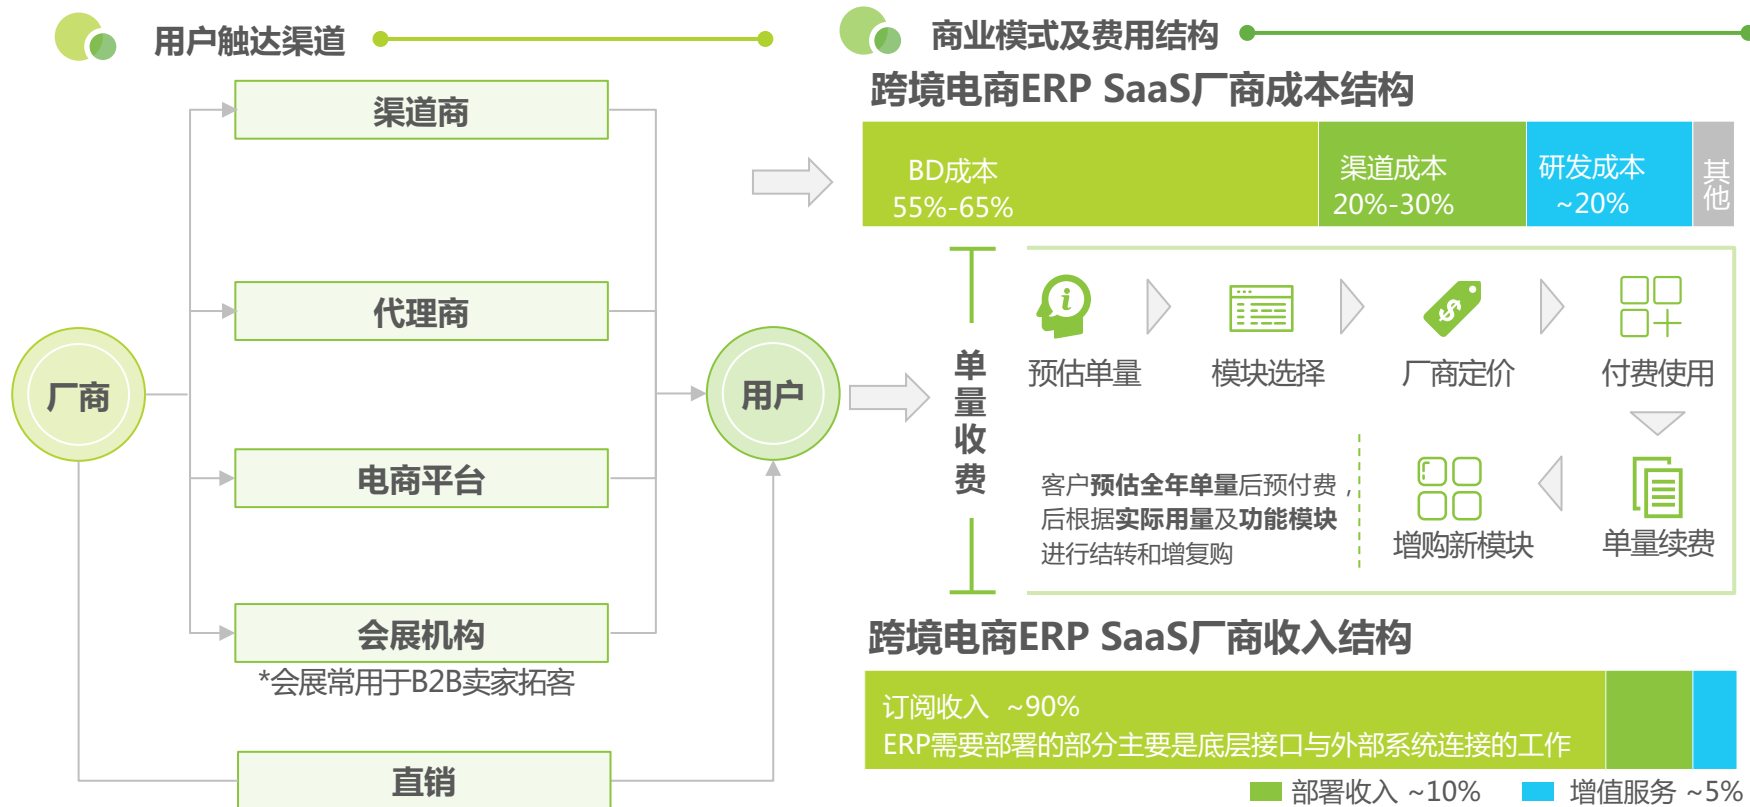 用户触达渠道
渠道商
代理商
厂商
用户
电商平台
会展机构
*会展常用于B2B卖家拓客
直销
商业模式及费用结构
跨境电商ERP SaaS厂商成本结构
BD成本
55%-65%
渠道成本
20%-30%
研发成本
~20%
其他
单量收费
预估单量
模块选择
厂商定价
付费使用
客户预估全年单量后预付费，
后根据实际用量及功能模块
进行结转和增复购
增购新模块
单量续费
跨境电商ERP SaaS厂商收入结构
订阅收入 ~90%
ERP需要部署的部分主要是底层接口与外部系统连接的工作
部署收入 ~10%
增值服务 ~5%